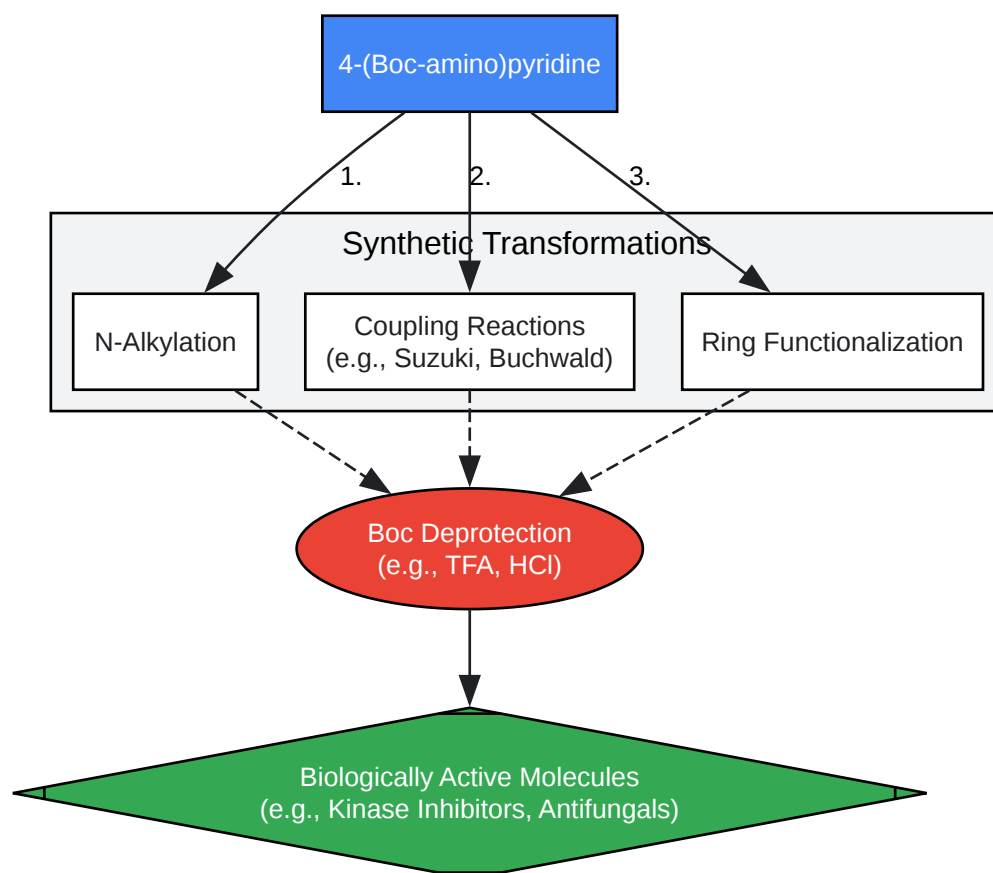 4-(Boc-amino)pyridine
1.
2.
3.
Synthetic Transformations
N-Alkylation
Coupling Reactions
(e.g., Suzuki, Buchwald)
Ring Functionalization
Boc Deprotection
(e.g., TFA, HCl)
Biologically Active Molecules
(e.g., Kinase Inhibitors, Antifungals)